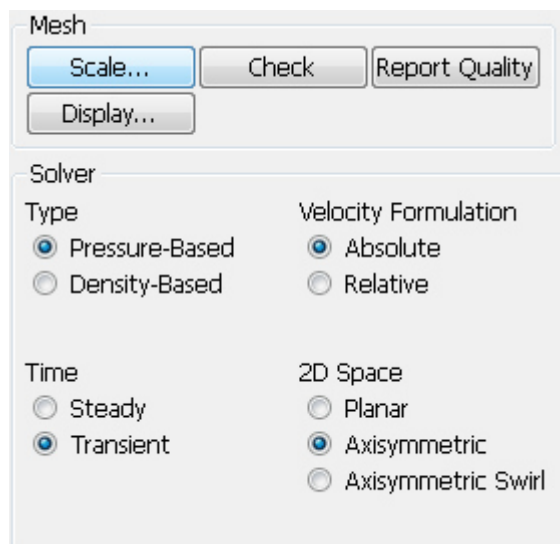 Mesh
Scale... Check Report Quality
Display...
Solver
Type Velocity Formulation
Pressure-Based Absolute
Density-Based Relative
Time 2D Space
Steady Planar
Transient Axisymmetric
Axisymmetric Swirl